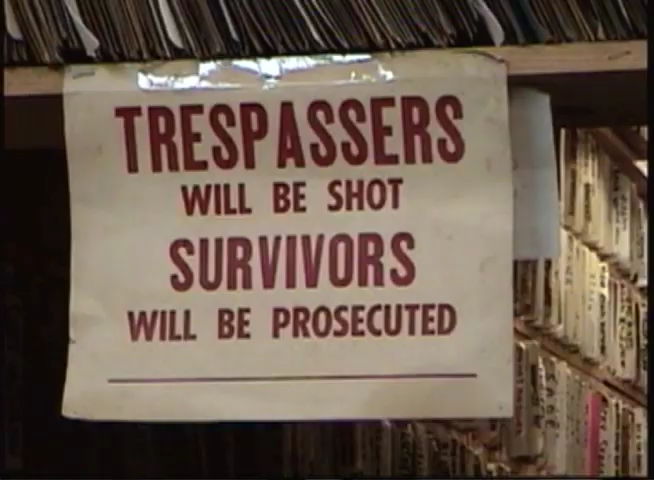 TRESPASSERS
WILL BE SHOT
SURVIVORS
WILL BE PROSECUTED